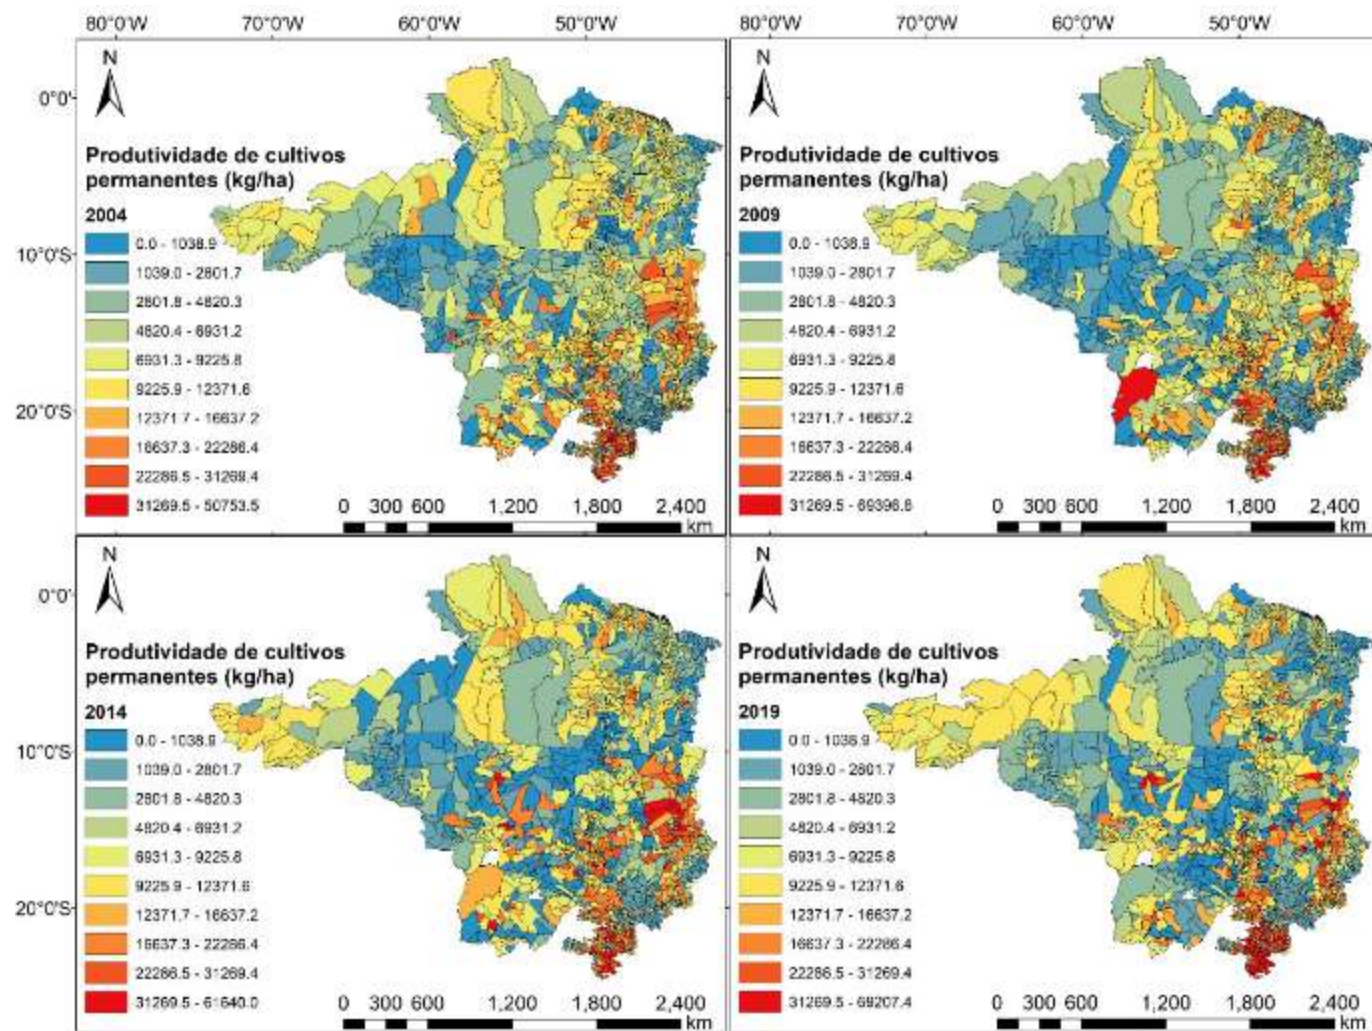 80°0'W 70°0'W 60°0'W 50°0'W 80°0'W 70°0'W 60°0'W 50°0'W
N
0°0'
Produtividade de cultivos
permanentes (kg/ha)
2004
0.0 - 1038.9
10°0'S
1039.0 - 2801.7
2801.8 - 4820.3
4820.4 - 6931.2
6931.3 - 9225.8
9225.9 - 12371.6
20°0'S
12371.7 - 16637.2
16637.3 - 22286.4
22286.5 - 31269.4
31269.5 - 50753.5
0 300 600 1,200 1,800 2,400
km
N
Produtividade de cultivos
permanentes (kg/ha)
2009
0.0 - 1038.9
1039.0 - 2801.7
2801.8 - 4820.3
4820.4 - 6931.2
6931.3 - 9225.8
9225.9 - 12371.6
12371.7 - 16637.2
16637.3 - 22286.4
22286.5 - 31269.4
31269.5 - 69396.6
0 300 600 1,200 1,800 2,400
km
N
0°0'
Produtividade de cultivos
permanentes (kg/ha)
2014
0.0 - 1038.9
10°0'S
1039.0 - 2801.7
2801.8 - 4820.3
4820.4 - 6931.2
6931.3 - 9225.8
9225.9 - 12371.6
20°0'S
12371.7 - 16637.2
16637.3 - 22286.4
22286.5 - 31269.4
31269.5 - 61640.0
0 300 600 1,200 1,800 2,400
km
N
Produtividade de cultivos
permanentes (kg/ha)
2019
0.0 - 1038.9
1039.0 - 2801.7
2801.8 - 4820.3
4820.4 - 6931.2
6931.3 - 9225.8
9225.9 - 12371.6
12371.7 - 16637.2
16637.3 - 22286.4
22286.5 - 31269.4
31269.5 - 69207.4
0 300 600 1,200 1,800 2,400
km